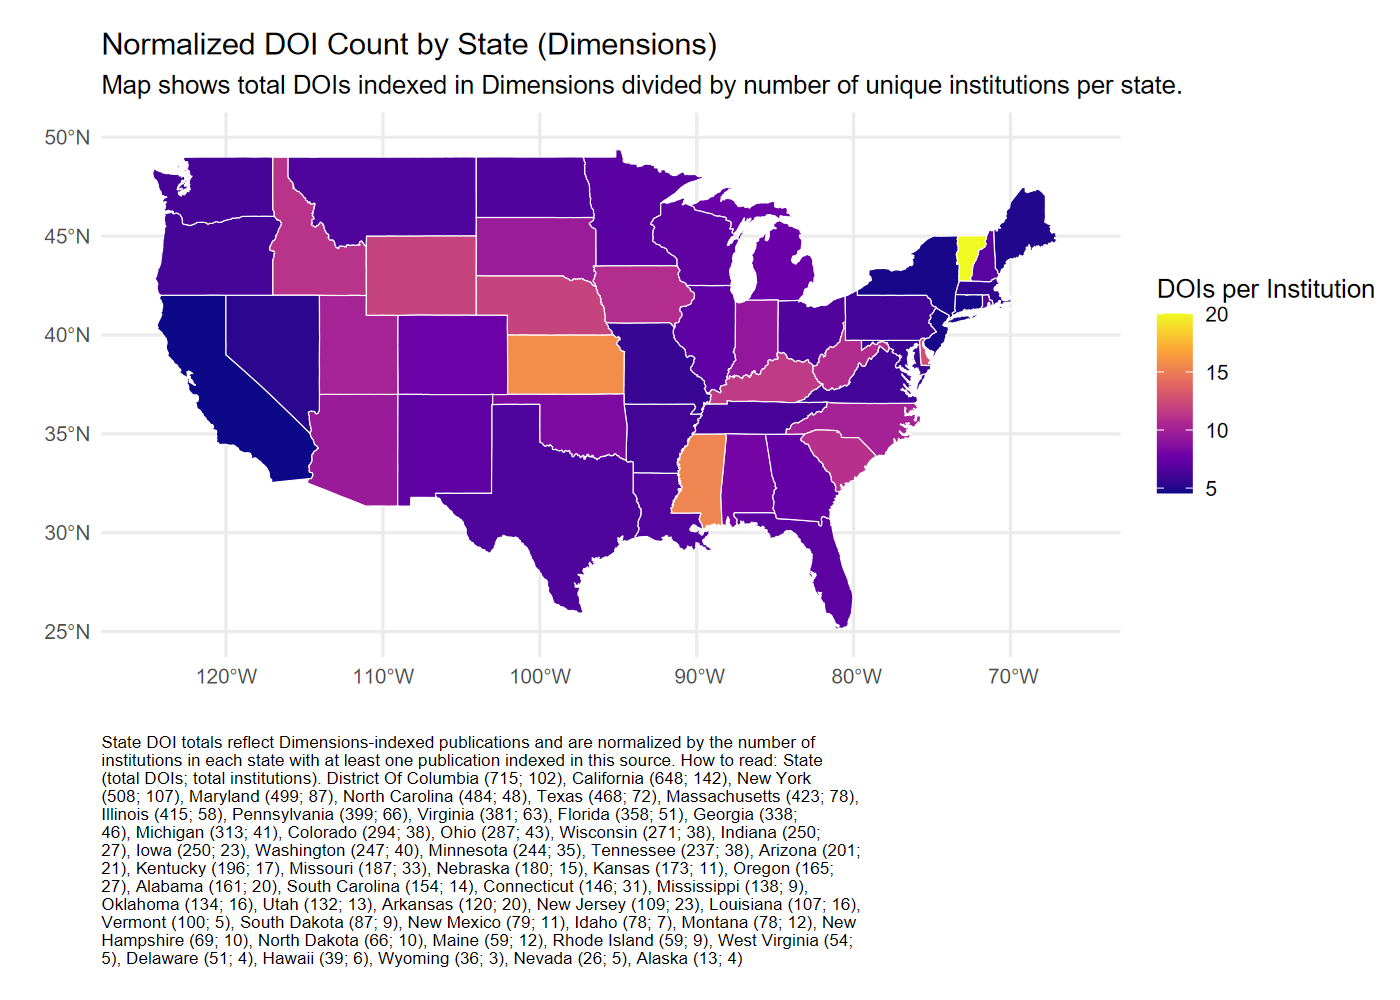 Normalized DOI Count by State (Dimensions)
Map shows total DOIs indexed in Dimensions divided by number of unique institutions per state.
50°N
45°N
40°N
35°N
30°N
25°N
120°W
110°W
100°W
90°W
80°W
70°W
DOIs per Institution
20
15
10
5
State DOI totals reflect Dimensions-indexed publications and are normalized by the number of
institutions in each state with at least one publication indexed in this source. How to read: State
(total DOIs; total institutions). District Of Columbia (715; 102), California (648; 142), New York
(508; 107), Maryland (499; 87), North Carolina (484; 48), Texas (468; 72), Massachusetts (423; 78),
Illinois (415; 58), Pennsylvania (399; 66), Virginia (381; 63), Florida (358; 51), Georgia (338;
46), Michigan (313; 41), Colorado (294; 38), Ohio (287; 43), Wisconsin (271; 38), Indiana (250;
27), Iowa (250; 23), Washington (247; 40), Minnesota (244; 35), Tennessee (237; 38), Arizona (201;
21), Kentucky (196; 17), Missouri (187; 33), Nebraska (180; 15), Kansas (173; 11), Oregon (165;
27), Alabama (161; 20), South Carolina (154; 14), Connecticut (146; 31), Mississippi (138; 9),
Oklahoma (134; 16), Utah (132; 13), Arkansas (120; 20), New Jersey (109; 23), Louisiana (107; 16),
Vermont (100; 5), South Dakota (87; 9), New Mexico (79; 11), Idaho (78; 7), Montana (78; 12), New
Hampshire (69; 10), North Dakota (66; 10), Maine (59; 12), Rhode Island (59; 9), West Virginia (54;
5), Delaware (51; 4), Hawaii (39; 6), Wyoming (36; 3), Nevada (26; 5), Alaska (13; 4)